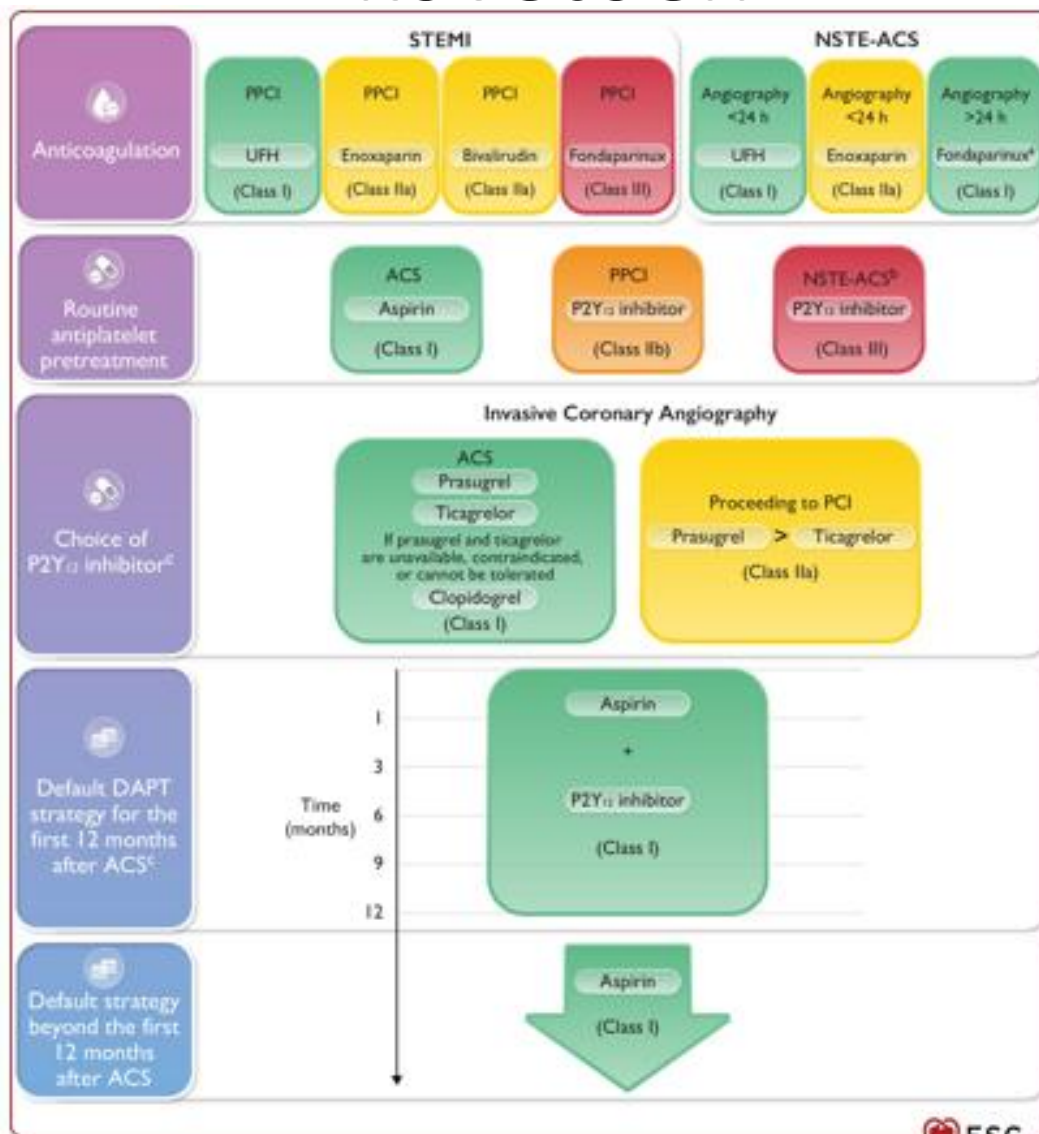 STEMI
NSTE-ACS
Anticoagulation
PPCI
UFH
(Class I)
PPCI
Enoxaparin
(Class IIa)
PPCI
Bivalirudin
(Class IIa)
PPCI
Fondaparinux
(Class III)
Angiography
<24 h
UFH
(Class I)
Angiography
<24 h
Enoxaparin
(Class IIa)
Angiography
>24 h
Fondaparinuxᵃ
(Class I)
Routine
antiplatelet
pretreatment
ACS
Aspirin
(Class I)
PPCI
P2Y₁₂ inhibitor
(Class IIb)
NSTE-ACSᵇ
P2Y₁₂ inhibitor
(Class III)
Choice of
P2Y₁₂ inhibitorᶜ
Invasive Coronary Angiography
ACS
Prasugrel
Ticagrelor
If prasugrel and ticagrelor
are unavailable, contraindicated,
or cannot be tolerated
Clopidogrel
(Class I)
Proceeding to PCI
Prasugrel > Ticagrelor
(Class IIa)
Default DAPT
strategy for the
first 12 months
after ACSᶜ
Time
(months)
1
3
6
9
12
Aspirin
+
P2Y₁₂ inhibitor
(Class I)
Default strategy
beyond the first
12 months
after ACS
Aspirin
(Class I)
ESC